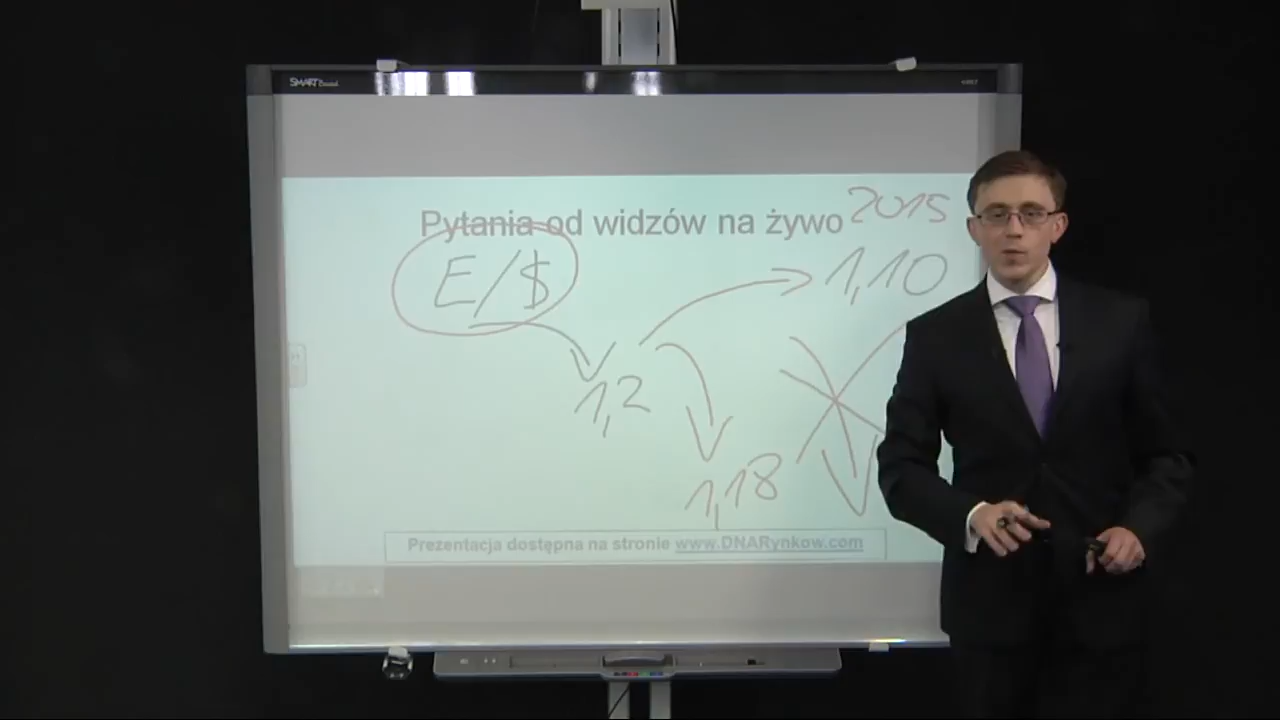 SMART Board
Pytania od widzów na żywo 2015
E/$
1,10
1,2
1,18
Prezentacja dostępna na stronie www.DNARynkow.com